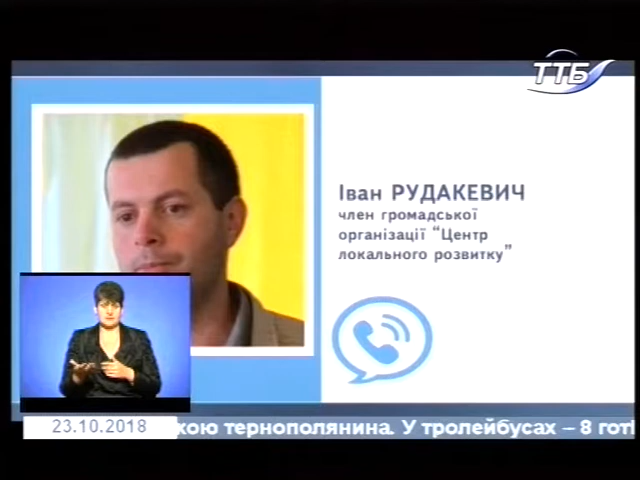 ТТБ
Іван РУДАКЕВИЧ
член громадської
організації “Центр
локального розвитку”
23.10.2018
кою тернополянина. У тролейбусах – 8 готі